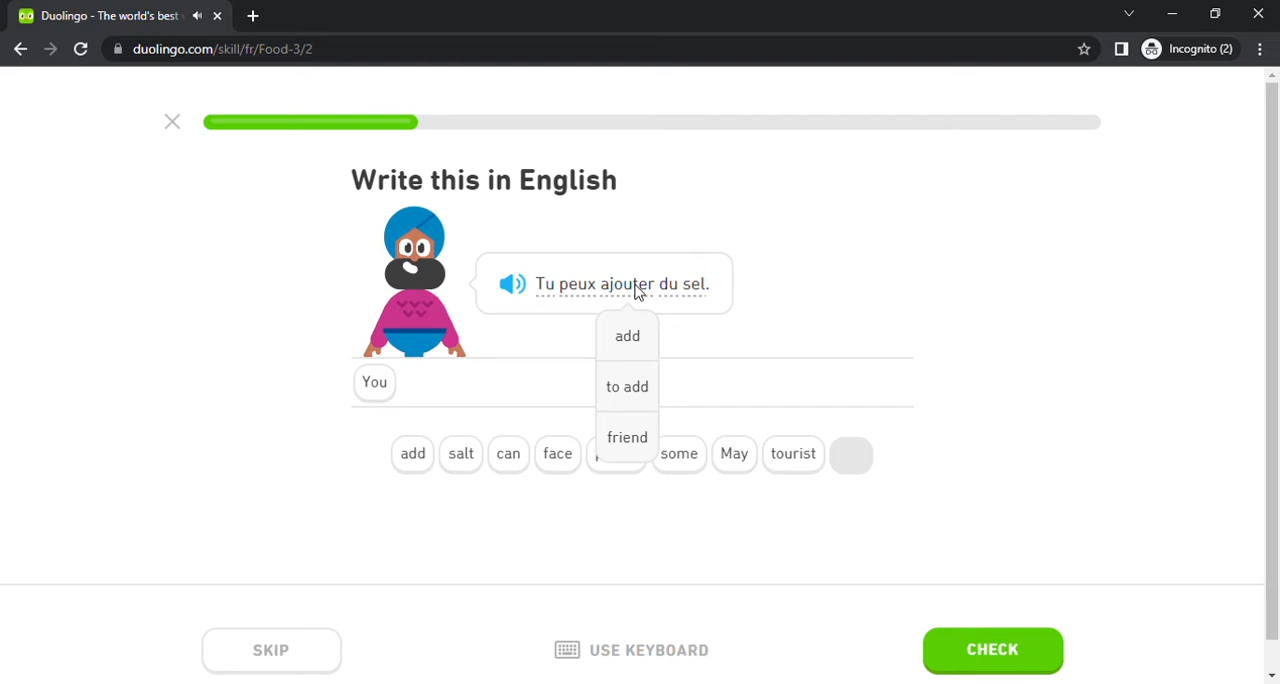 Duolingo - The world's best
duolingo.com/skill/fr/Food-3/2
Incognito (2)
Write this in English
Tu peux ajouter du sel.
add
to add
friend
You
add salt can face some May tourist
SKIP
USE KEYBOARD
CHECK